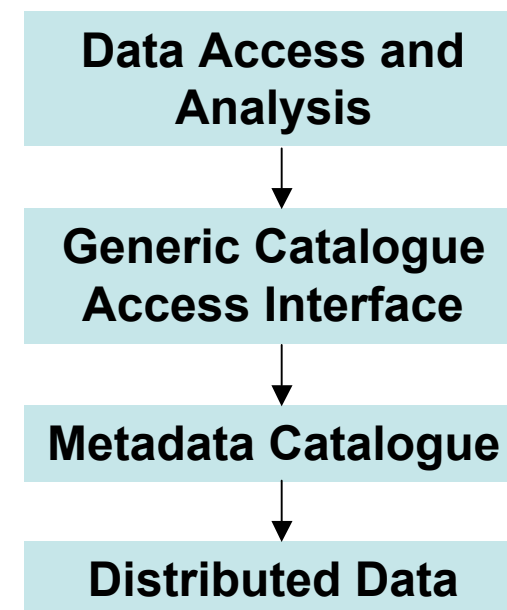 Data Access and
Analysis
Generic Catalogue
Access Interface
Metadata Catalogue
Distributed Data